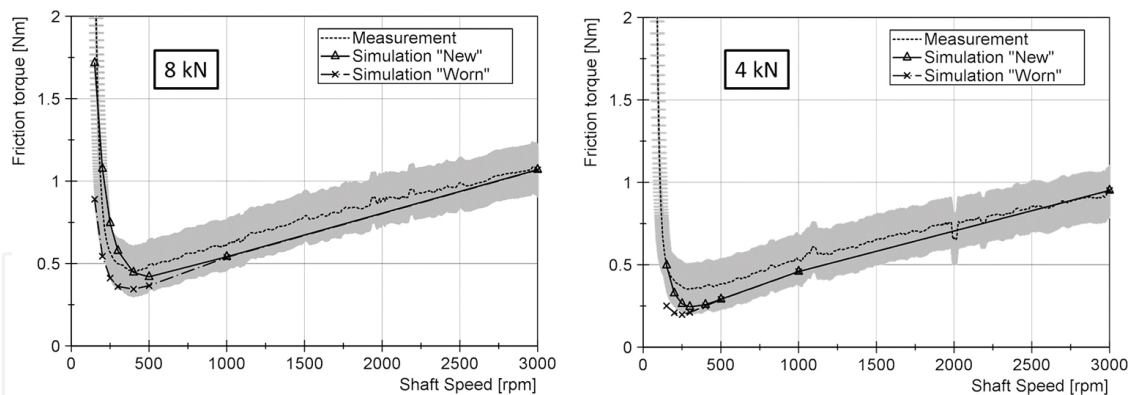 Friction torque [Nm]
2
1.5
1
0.5
0
8 kN
Measurement
Simulation "New"
Simulation "Worn"
0 500 1000 1500 2000 2500 3000
Shaft Speed [rpm]
Friction torque [Nm]
2
1.5
1
0.5
0
4 kN
Measurement
Simulation "New"
Simulation "Worn"
0 500 1000 1500 2000 2500 3000
Shaft Speed [rpm]